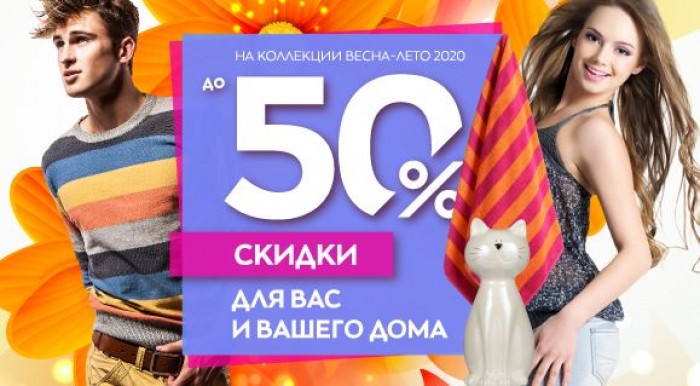 НА КОЛЛЕКЦИИ ВЕСНА-ЛЕТО 2020
ДО
50%
СКИДКИ
ДЛЯ ВАС
И ВАШЕГО ДОМА